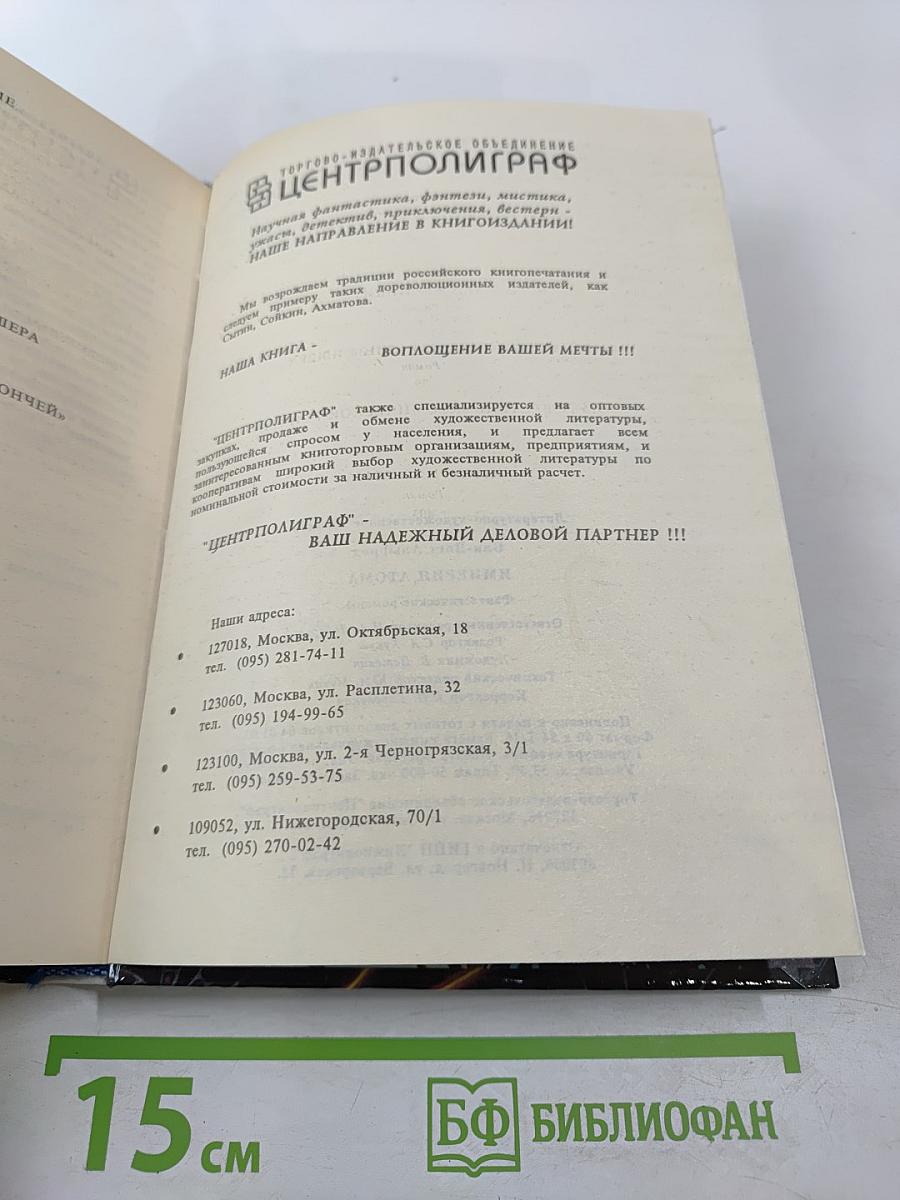 ШЕРА
ОНЧЕЙ»
ТОРГОВО-ИЗДАТЕЛЬСКОЕ ОБЪЕДИНЕНИЕ
ЦЕНТРПОЛИГРАФ
Научная фантастика, фэнтези, мистика,
ужасы, детектив, приключения, вестерн -
НАШЕ НАПРАВЛЕНИЕ В КНИГОИЗДАНИИ!
Мы возрождаем традиции российского книгопечатания и
следуем примеру таких дореволюционных издателей, как
Сытин, Сойкин, Ахматова.
НАША КНИГА -
ВОПЛОЩЕНИЕ ВАШЕЙ МЕЧТЫ !!!
"ЦЕНТРПОЛИГРАФ" также специализируется на оптовых
закупках, продаже и обмене художественной литературы,
пользующейся спросом у населения, и предлагает всем
заинтересованным книготорговым организациям, предприятиям, и
кооперативам широкий выбор художественной литературы по
номинальной стоимости за наличный и безналичный расчет.
"ЦЕНТРПОЛИГРАФ" -
ВАШ НАДЕЖНЫЙ ДЕЛОВОЙ ПАРТНЕР !!!
Наши адреса:
• 127018, Москва, ул. Октябрьская, 18
тел. (095) 281-74-11
• 123060, Москва, ул. Расплетина, 32
тел. (095) 194-99-65
• 123100, Москва, ул. 2-я Черногрязская, 3/1
тел. (095) 259-53-75
• 109052, ул. Нижегородская, 70/1
тел. (095) 270-02-42
15 см
БФ БИБЛИОФАН